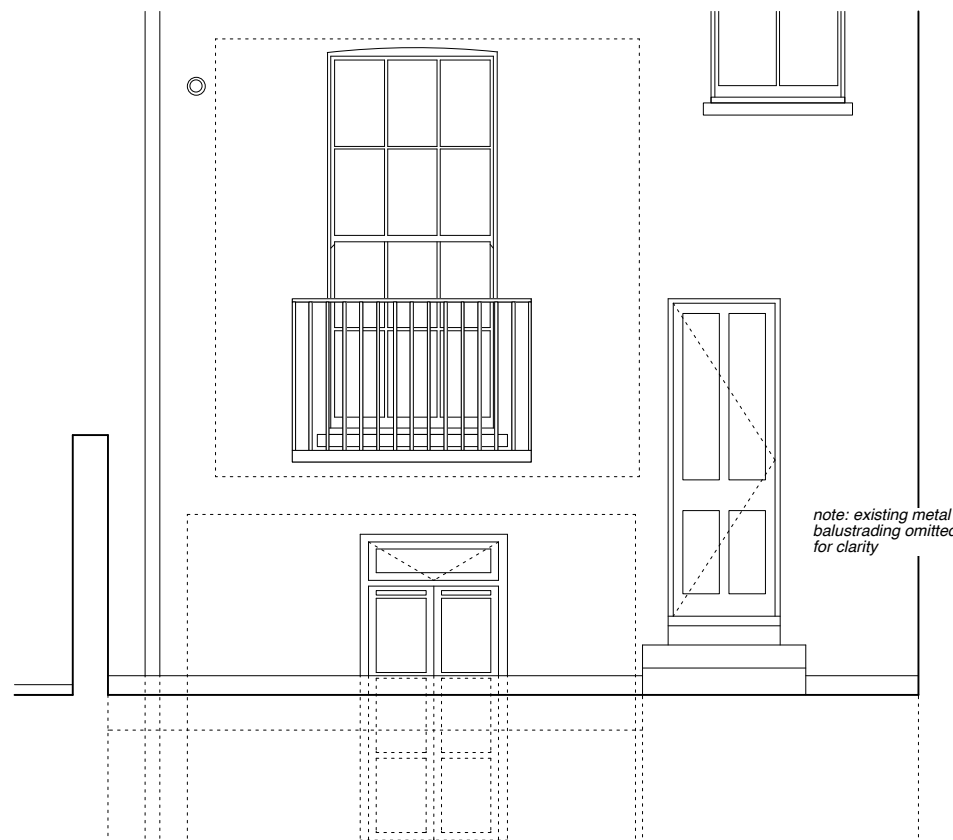 note: existing metal
balustrading omitted
for clarity